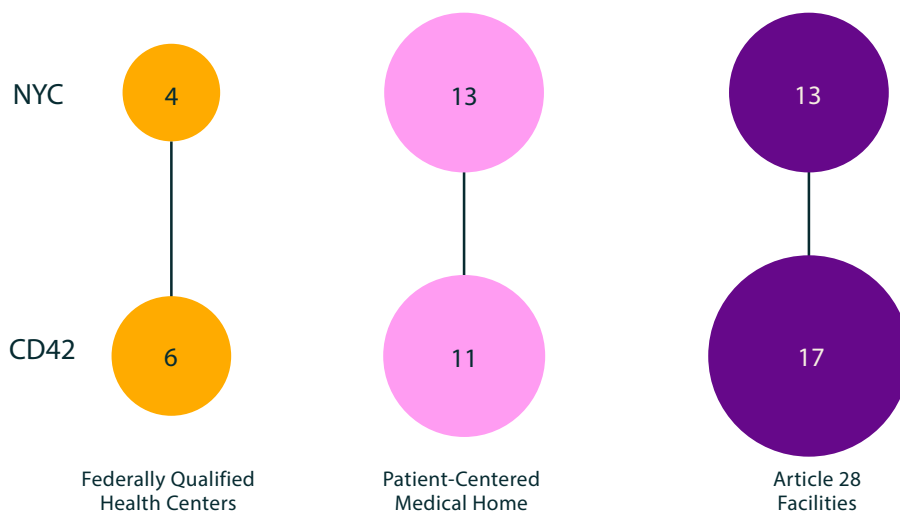 NYC 4 13 13
CD42 6 11 17
Federally Qualified
Health Centers
Patient-Centered
Medical Home
Article 28
Facilities